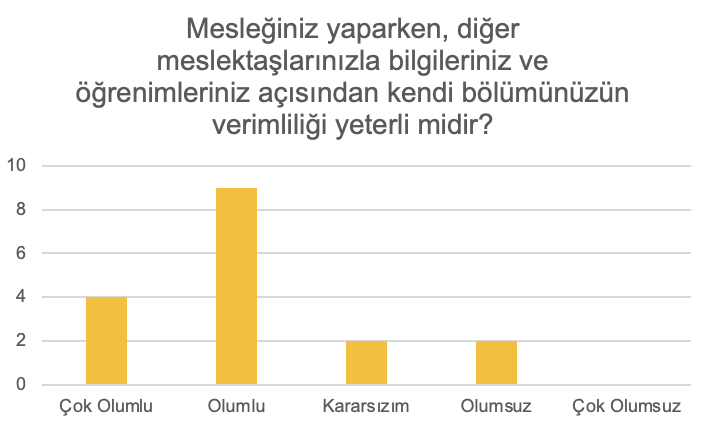 Mesleğiniz yaparken, diğer
meslektaşlarınızla bilgileriniz ve
öğrenimleriniz açısından kendi bölümünüzün
verimliliği yeterli midir?
10
8
6
4
2
0
Çok Olumlu
Olumlu
Kararsızım
Olumsuz
Çok Olumsuz